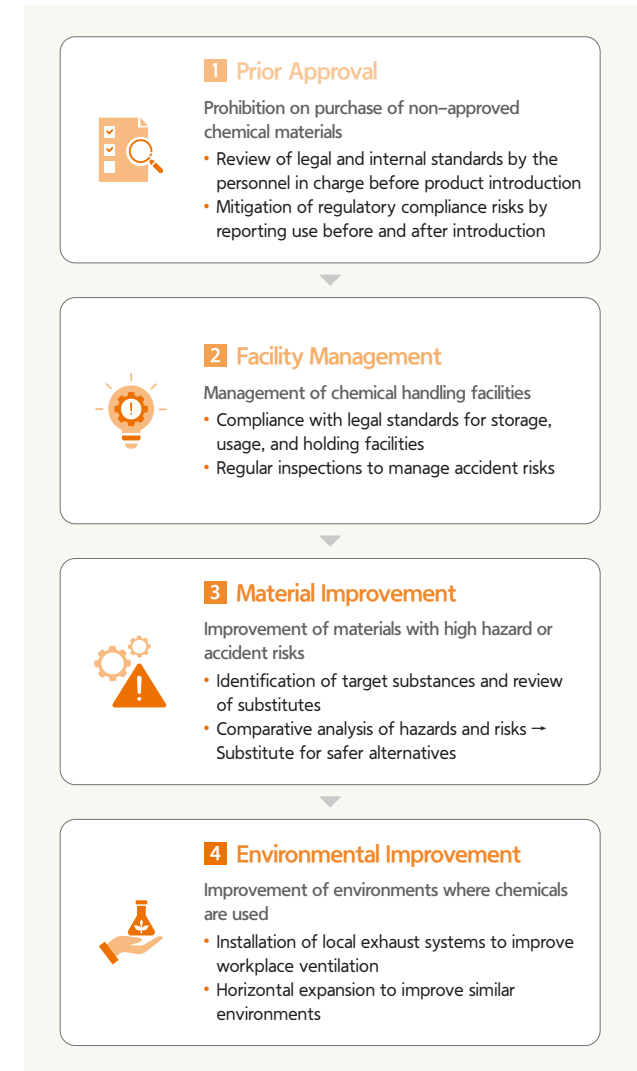 1 Prior Approval
Prohibition on purchase of non-approved
chemical materials
• Review of legal and internal standards by the
personnel in charge before product introduction
• Mitigation of regulatory compliance risks by
reporting use before and after introduction
2 Facility Management
Management of chemical handling facilities
• Compliance with legal standards for storage,
usage, and holding facilities
• Regular inspections to manage accident risks
3 Material Improvement
Improvement of materials with high hazard or
accident risks
• Identification of target substances and review
of substitutes
• Comparative analysis of hazards and risks →
Substitute for safer alternatives
4 Environmental Improvement
Improvement of environments where chemicals
are used
• Installation of local exhaust systems to improve
workplace ventilation
• Horizontal expansion to improve similar
environments